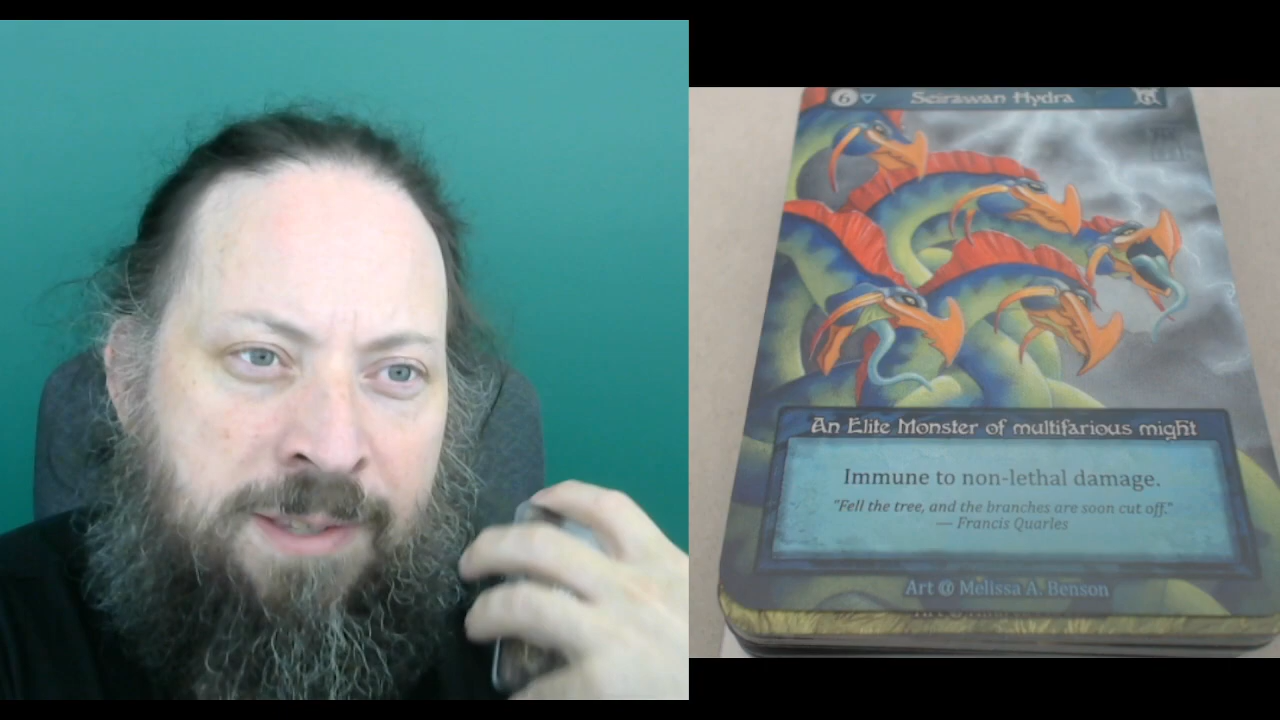 6 Seirawan Hydra 6
An Elite Monster of multifarious might
Immune to non-lethal damage.
"Fell the tree, and the branches are soon cut off."
— Francis Quarles
Art @ Melissa A. Benson